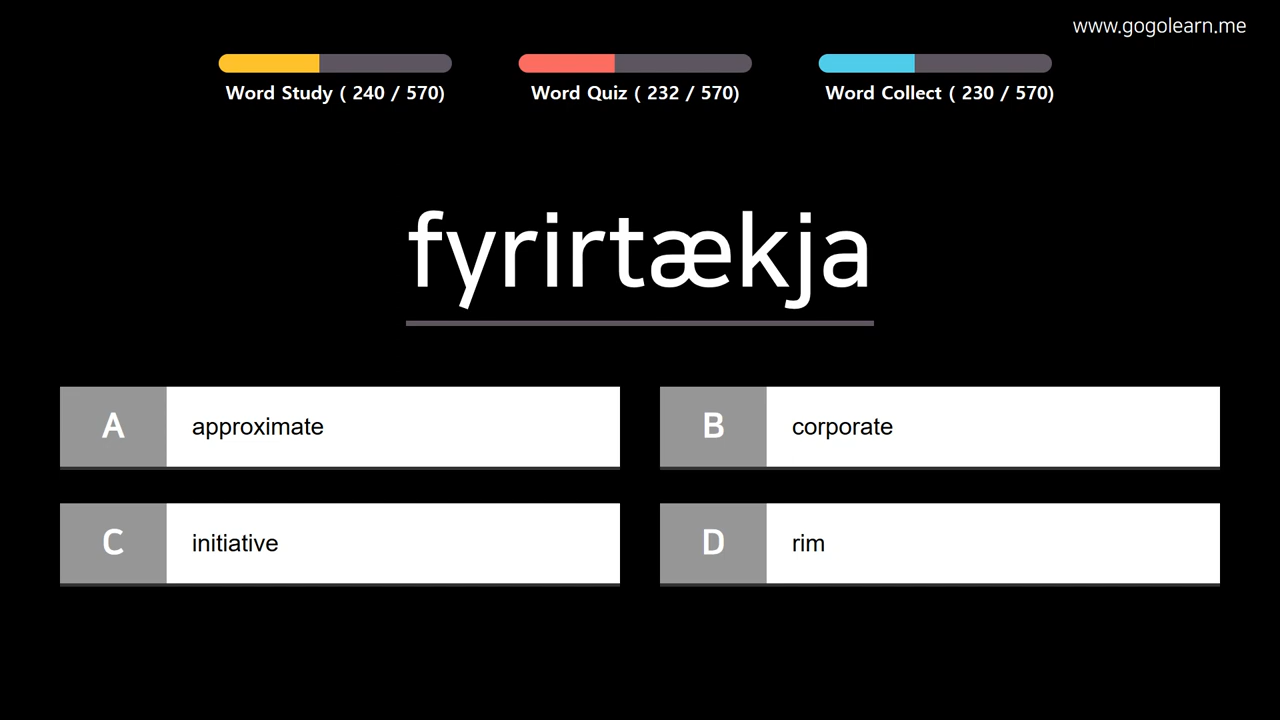 www.gogolearn.me
Word Study ( 240 / 570)
Word Quiz ( 232 / 570)
Word Collect ( 230 / 570)
fyrirtækja
A approximate
B corporate
C initiative
D rim